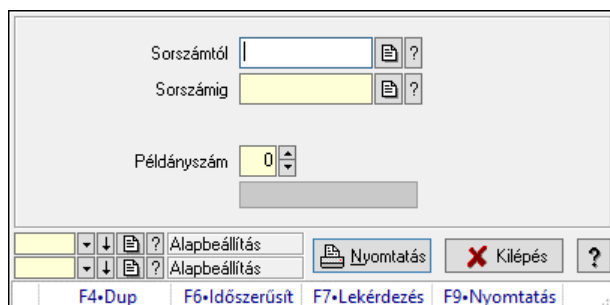 Sorszámtól ?
Sorszámig ?
Példányszám 0
? Alapbeállítás
? Alapbeállítás
Nyomtatás Kilépés ?
F4•Dup F6•Időszerűsít F7•Lekérdezés F9•Nyomtatás